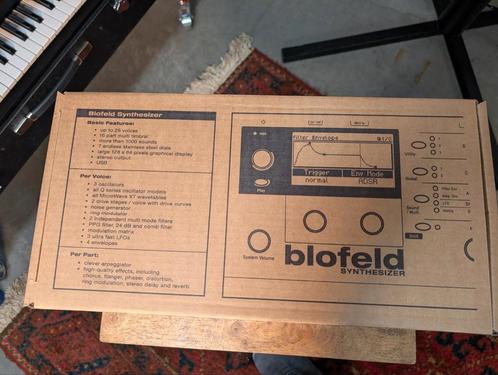 Blofeld Synthesizer
Basic Features:
• up to 25 voices
• 16 part multi timbral
• more than 1000 sounds
• 7 endless stainless steel dials
• large 128 x 64 pixels graphical display
• stereo output
• USB
Per Voice:
• 3 oscillators
• all Q series oscillator models
• all MicroWave XT wavetables
• 2 drive stages / voice with drive curves
• noise generator
• ring modulator
• 2 independent multi mode filters
• PPG filter, 24 dB and comb filter
• modulation matrix
• 3 ultra fast LFOs
• 4 envelopes
Per Part:
• clever arpeggiator
• high-quality effects, including
chorus, flanger, phaser, distortion,
ring modulator, stereo delay and reverb
Filter Envelope
Trigger
Env Mode
normal
ADSR
Play
Utility
Sound
Shift
System Volume
blofeld
SYNTHESIZER